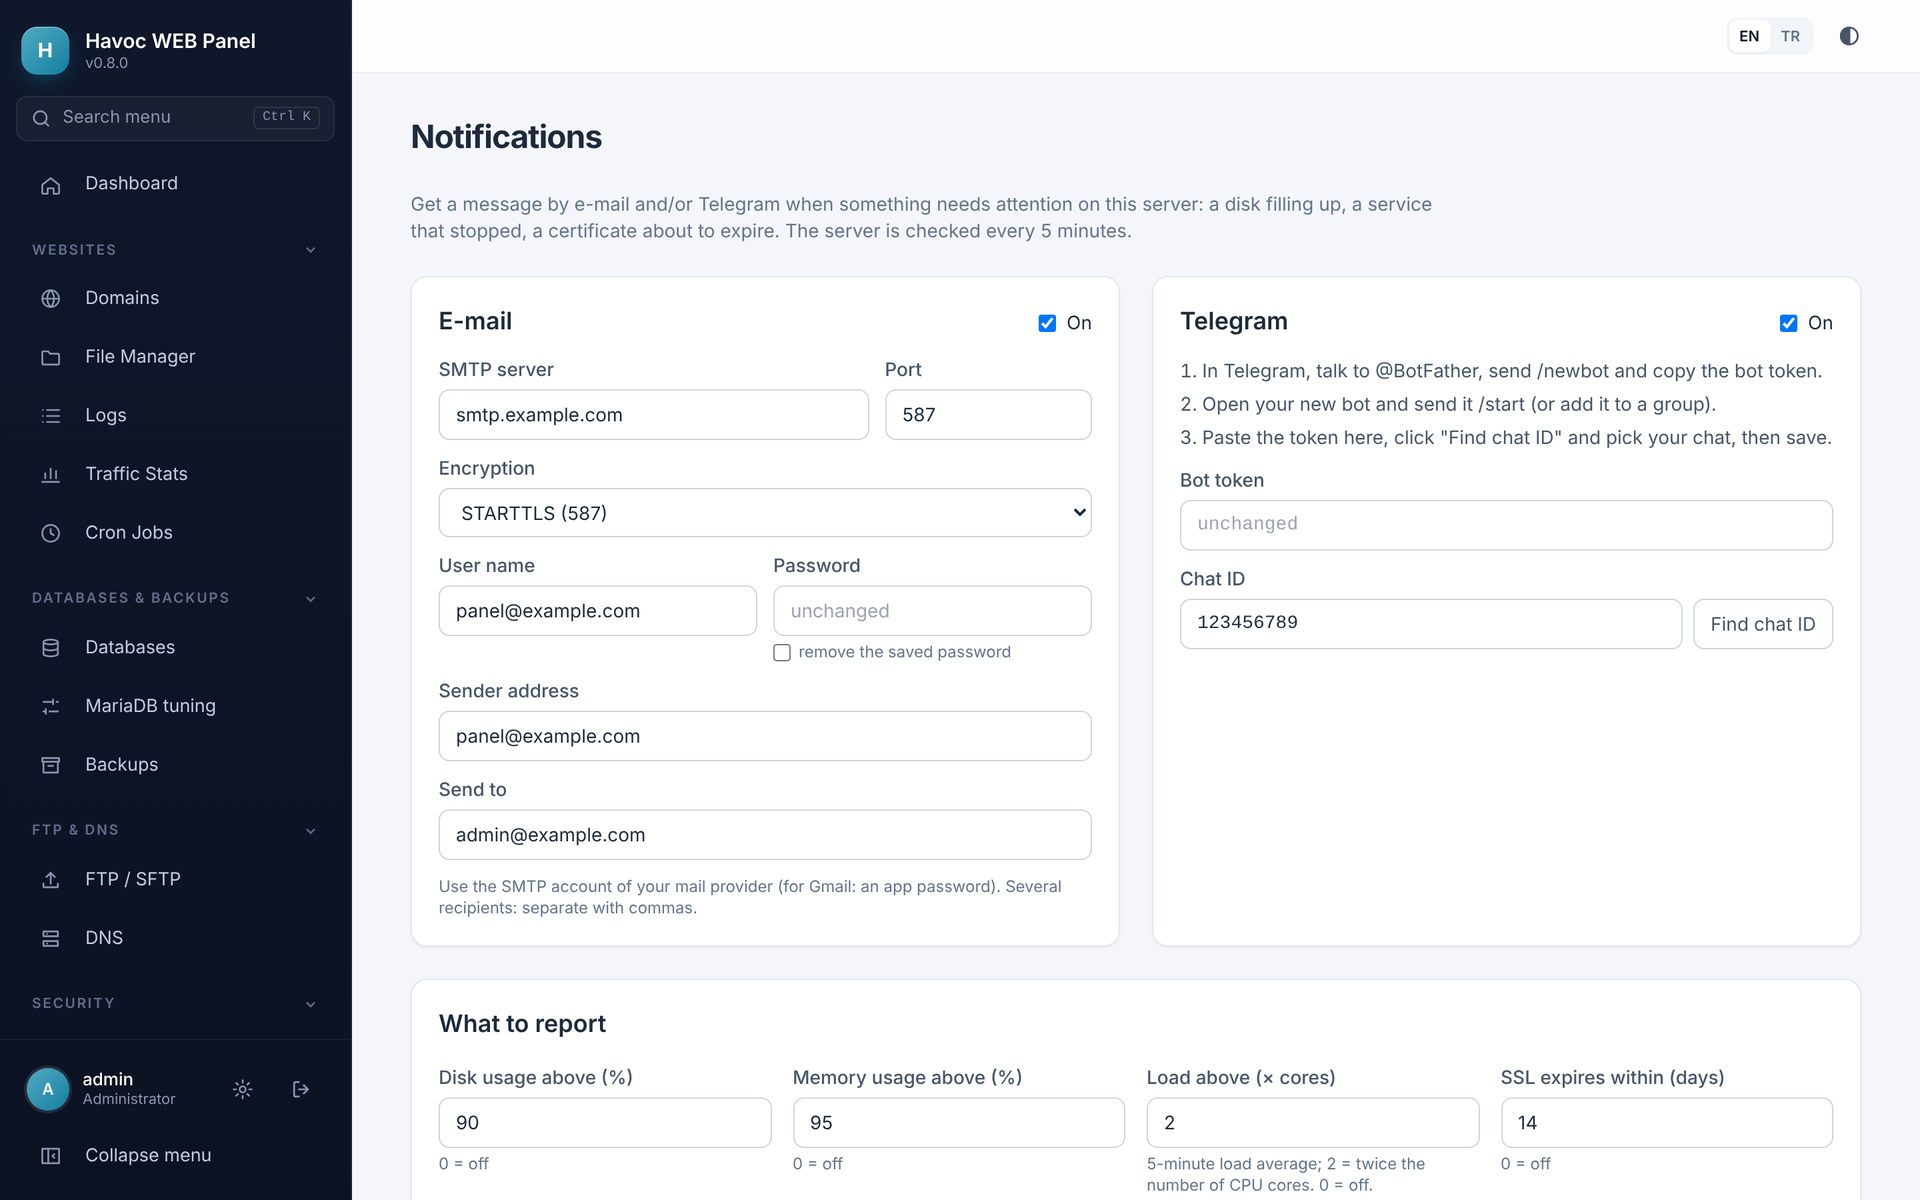 H
Havoc WEB Panel
v0.8.0
Search menu
Ctrl K
Dashboard
WEBSITES
Domains
File Manager
Logs
Traffic Stats
Cron Jobs
DATABASES & BACKUPS
Databases
MariaDB tuning
Backups
FTP & DNS
FTP / SFTP
DNS
SECURITY
A
admin
Administrator
Collapse menu
EN
TR
Notifications
Get a message by e-mail and/or Telegram when something needs attention on this server: a disk filling up, a service
that stopped, a certificate about to expire. The server is checked every 5 minutes.
E-mail
On
SMTP server
Port
smtp.example.com
587
Encryption
STARTTLS (587)
User name
Password
panel@example.com
unchanged
remove the saved password
Sender address
panel@example.com
Send to
admin@example.com
Use the SMTP account of your mail provider (for Gmail: an app password). Several
recipients: separate with commas.
Telegram
On
1. In Telegram, talk to @BotFather, send /newbot and copy the bot token.
2. Open your new bot and send it /start (or add it to a group).
3. Paste the token here, click "Find chat ID" and pick your chat, then save.
Bot token
unchanged
Chat ID
123456789
Find chat ID
What to report
Disk usage above (%)
Memory usage above (%)
Load above (× cores)
SSL expires within (days)
90
95
2
14
0 = off
0 = off
5-minute load average; 2 = twice the
number of CPU cores. 0 = off.
0 = off